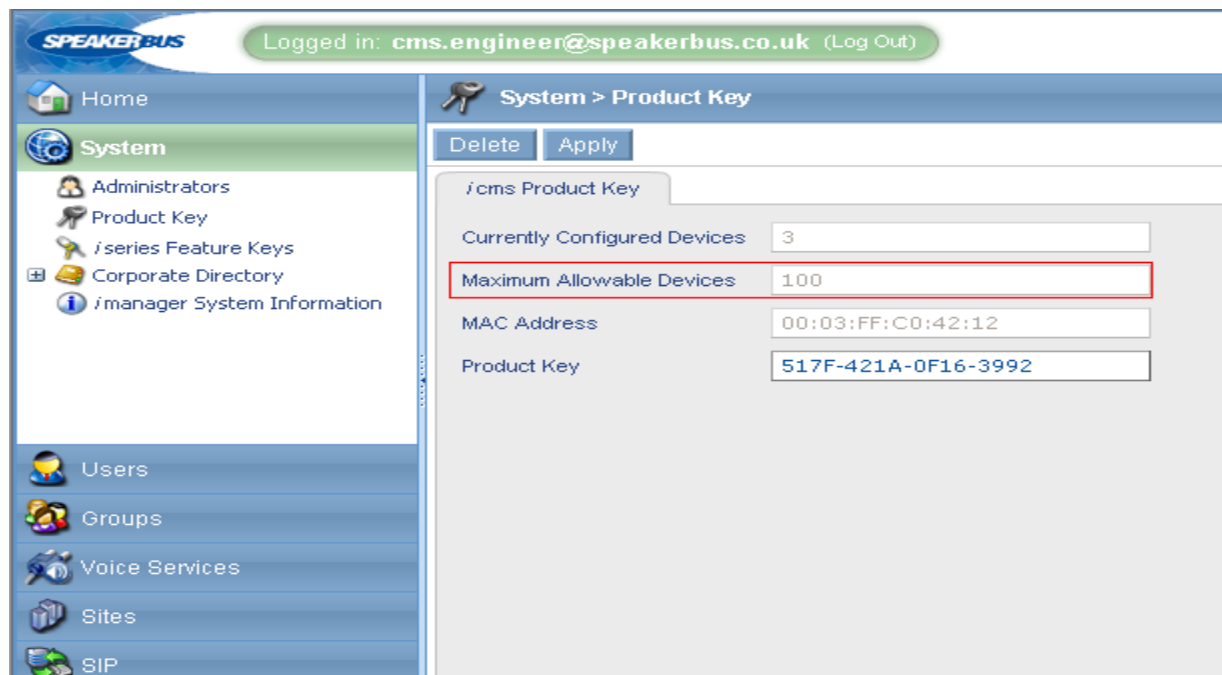 SPEAKERBUS
Logged in: cms.engineer@speakerbus.co.uk (Log Out)
Home
System
Administrators
Product Key
i series Feature Keys
Corporate Directory
i manager System Information
Users
Groups
Voice Services
Sites
SIP
System > Product Key
Delete Apply
i cms Product Key
Currently Configured Devices 3
Maximum Allowable Devices 100
MAC Address 00:03:FF:C0:42:12
Product Key 517F-421A-0F16-3992